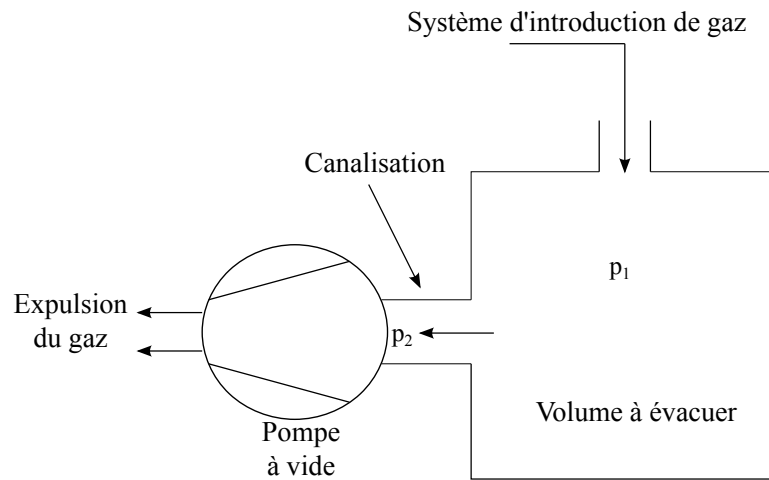 Système d'introduction de gaz
Canalisation
p₁
Expulsion
du gaz
p₂
Volume à évacuer
Pompe
à vide